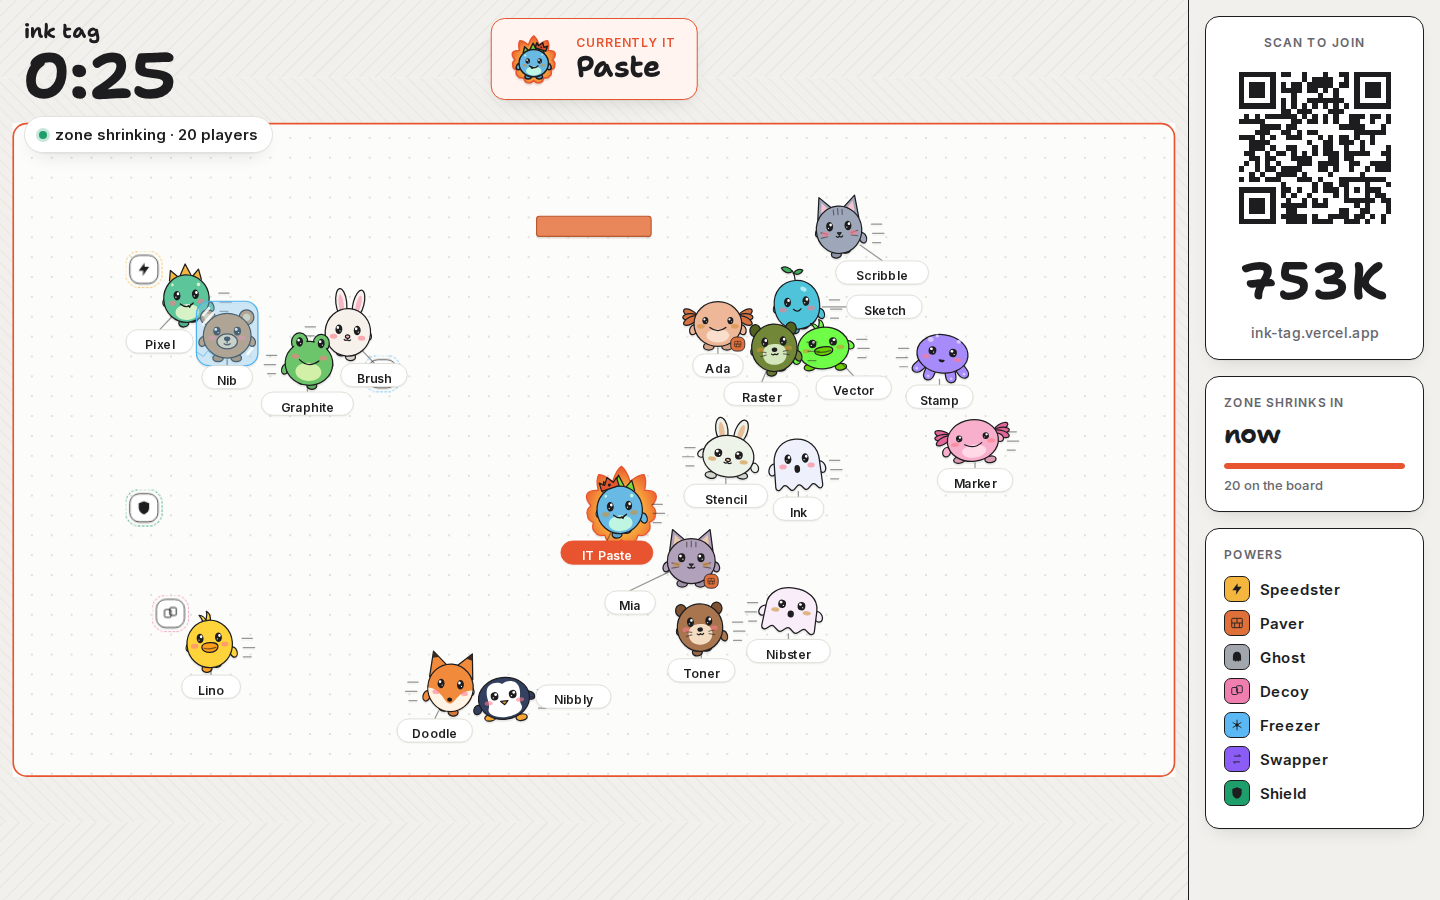 ink tag
0:25
CURRENTLY IT
Paste
zone shrinking · 20 players
Scribble
Sketch
Pixel
Nib
Brush
Graphite
Ada
Raster
Vector
Stamp
Marker
Stencil
Ink
IT Paste
Mia
Nibster
Toner
Lino
Nibbly
Doodle
SCAN TO JOIN
753K
ink-tag.vercel.app
ZONE SHRINKS IN
now
20 on the board
POWERS
Speedster
Paver
Ghost
Decoy
Freezer
Swapper
Shield